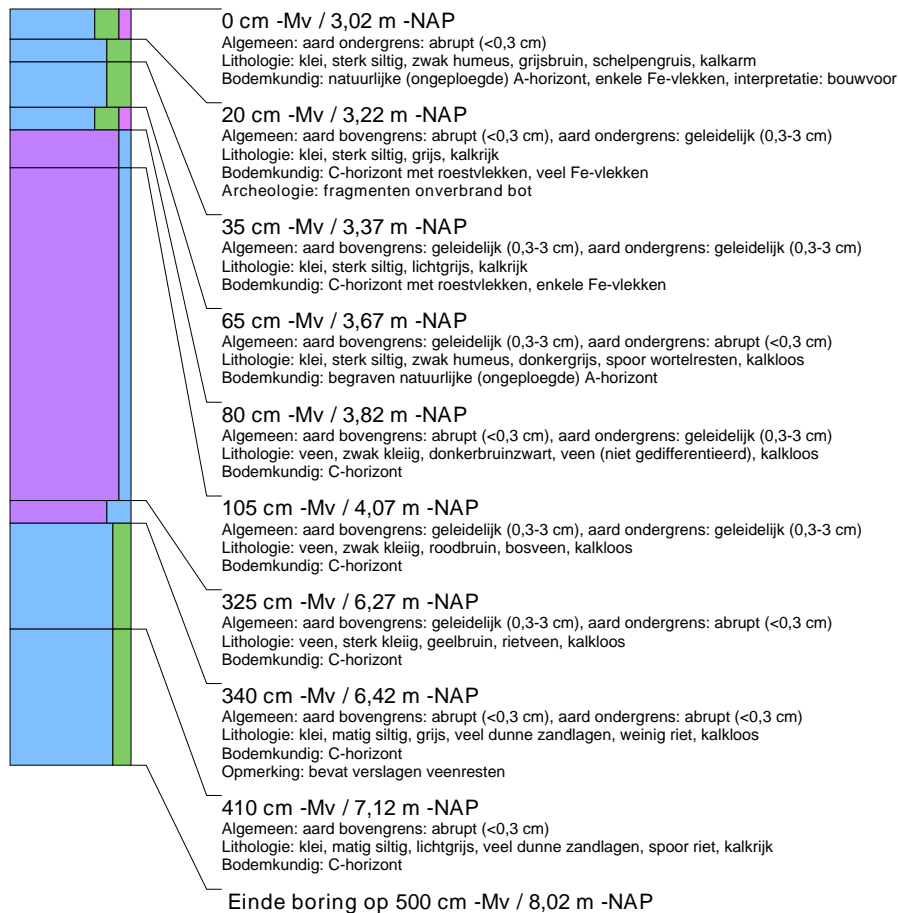 0 cm -Mv / 3,02 m -NAP
Algemeen: aard ondergrens: abrupt (<0,3 cm)
Lithologie: klei, sterk siltig, zwak humeus, grijsbruin, schelpengruis, kalkarm
Bodemkundig: natuurlijke (ongeploegde) A-horizont, enkele Fe-vlekken, interpretatie: bouwvoor
20 cm -Mv / 3,22 m -NAP
Algemeen: aard bovengrens: abrupt (<0,3 cm), aard ondergrens: geleidelijk (0,3-3 cm)
Lithologie: klei, sterk siltig, grijs, kalkrijk
Bodemkundig: C-horizont met roestvlekken, veel Fe-vlekken
Archeologie: fragmenten onverbrand bot
35 cm -Mv / 3,37 m -NAP
Algemeen: aard bovengrens: geleidelijk (0,3-3 cm), aard ondergrens: geleidelijk (0,3-3 cm)
Lithologie: klei, sterk siltig, lichtgrijs, kalkrijk
Bodemkundig: C-horizont met roestvlekken, enkele Fe-vlekken
65 cm -Mv / 3,67 m -NAP
Algemeen: aard bovengrens: geleidelijk (0,3-3 cm), aard ondergrens: abrupt (<0,3 cm)
Lithologie: klei, sterk siltig, zwak humeus, donkergrijs, spoor wortelresten, kalkloos
Bodemkundig: begraven natuurlijke (ongeploegde) A-horizont
80 cm -Mv / 3,82 m -NAP
Algemeen: aard bovengrens: abrupt (<0,3 cm), aard ondergrens: geleidelijk (0,3-3 cm)
Lithologie: veen, zwak kleiig, donkerbruinzwart, veen (niet gedifferentieerd), kalkloos
Bodemkundig: C-horizont
105 cm -Mv / 4,07 m -NAP
Algemeen: aard bovengrens: geleidelijk (0,3-3 cm), aard ondergrens: geleidelijk (0,3-3 cm)
Lithologie: veen, zwak kleiig, roodbruin, bosveen, kalkloos
Bodemkundig: C-horizont
325 cm -Mv / 6,27 m -NAP
Algemeen: aard bovengrens: geleidelijk (0,3-3 cm), aard ondergrens: abrupt (<0,3 cm)
Lithologie: veen, sterk kleiig, geelbruin, rietveen, kalkloos
Bodemkundig: C-horizont
340 cm -Mv / 6,42 m -NAP
Algemeen: aard bovengrens: abrupt (<0,3 cm), aard ondergrens: abrupt (<0,3 cm)
Lithologie: klei, matig siltig, grijs, veel dunne zandlagen, weinig riet, kalkloos
Bodemkundig: C-horizont
Opmerking: bevat verslagen veenresten
410 cm -Mv / 7,12 m -NAP
Algemeen: aard bovengrens: abrupt (<0,3 cm)
Lithologie: klei, matig siltig, lichtgrijs, veel dunne zandlagen, spoor riet, kalkrijk
Bodemkundig: C-horizont
Einde boring op 500 cm -Mv / 8,02 m -NAP